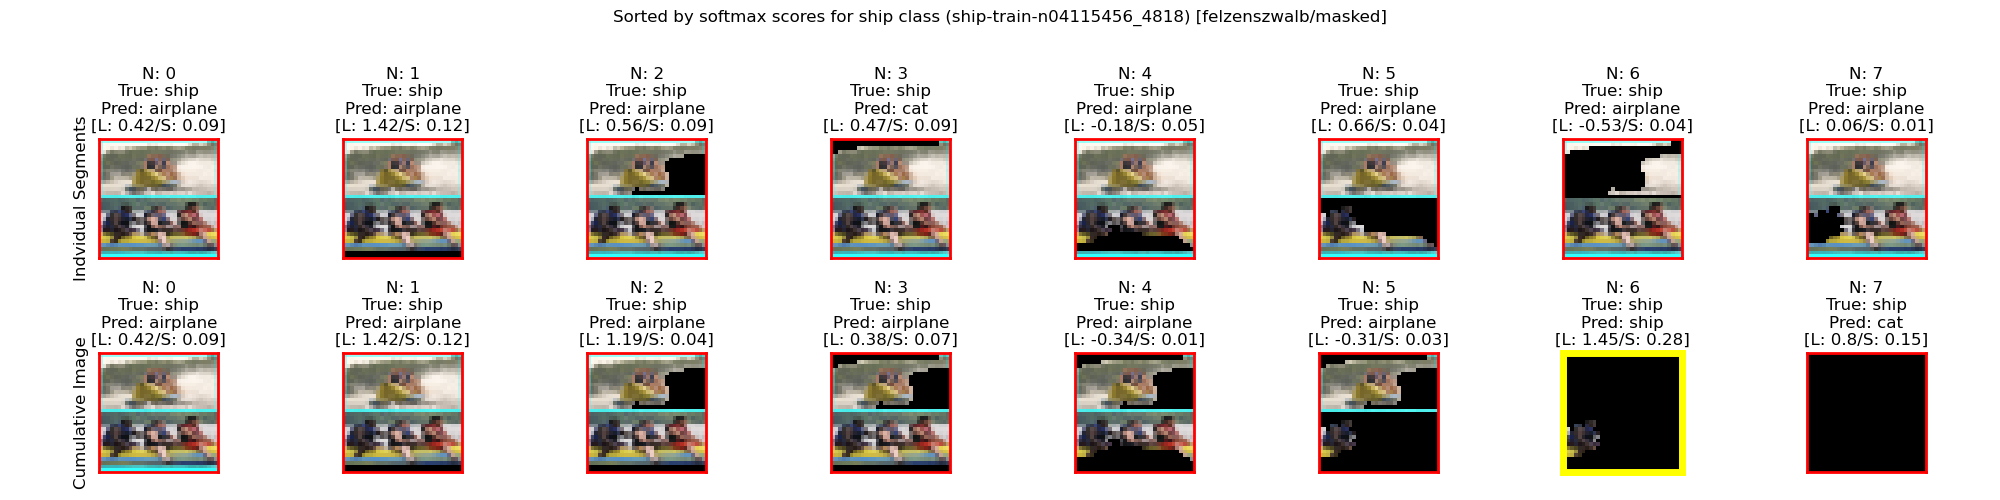 Sorted by softmax scores for ship class (ship-train-n04115456_4818) [felzenszwalb/masked]
Individual Segments
N: 0
True: ship
Pred: airplane
[L: 0.42/S: 0.09]
N: 1
True: ship
Pred: airplane
[L: 1.42/S: 0.12]
N: 2
True: ship
Pred: airplane
[L: 0.56/S: 0.09]
N: 3
True: ship
Pred: cat
[L: 0.47/S: 0.09]
N: 4
True: ship
Pred: airplane
[L: -0.18/S: 0.05]
N: 5
True: ship
Pred: airplane
[L: 0.66/S: 0.04]
N: 6
True: ship
Pred: airplane
[L: -0.53/S: 0.04]
N: 7
True: ship
Pred: airplane
[L: 0.06/S: 0.01]
Cumulative Image
N: 0
True: ship
Pred: airplane
[L: 0.42/S: 0.09]
N: 1
True: ship
Pred: airplane
[L: 1.42/S: 0.12]
N: 2
True: ship
Pred: airplane
[L: 1.19/S: 0.04]
N: 3
True: ship
Pred: airplane
[L: 0.38/S: 0.07]
N: 4
True: ship
Pred: airplane
[L: -0.34/S: 0.01]
N: 5
True: ship
Pred: airplane
[L: -0.31/S: 0.03]
N: 6
True: ship
Pred: ship
[L: 1.45/S: 0.28]
N: 7
True: ship
Pred: cat
[L: 0.8/S: 0.15]